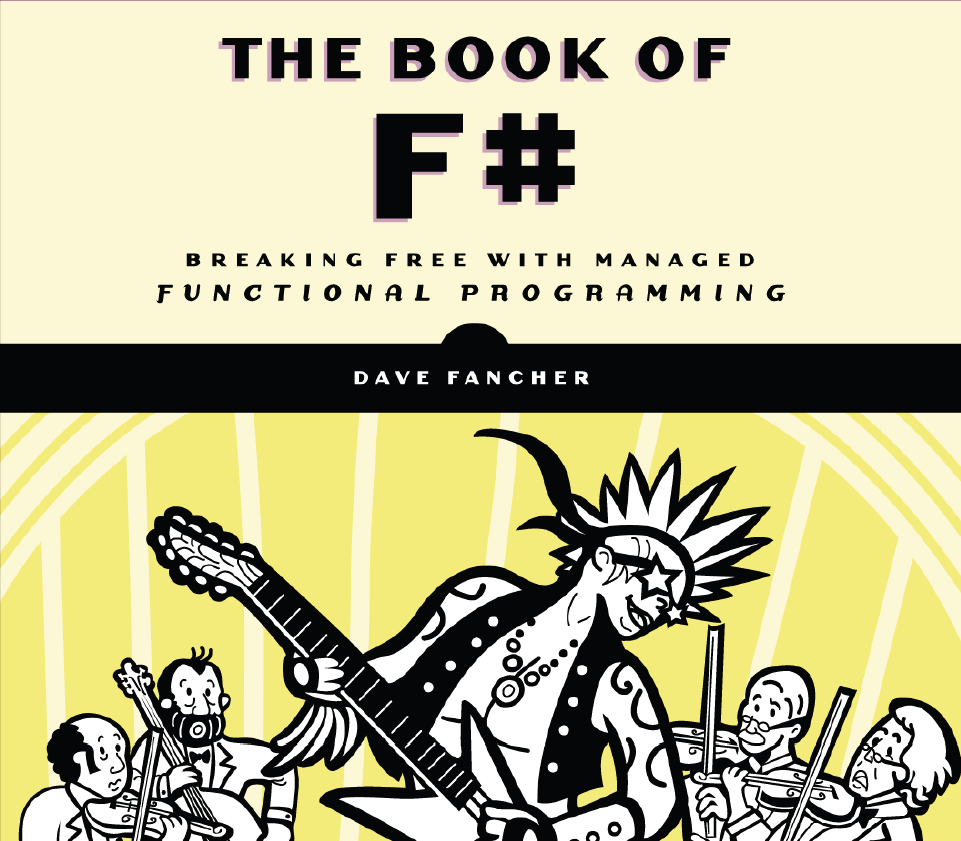 THE BOOK OF
F#
BREAKING FREE WITH MANAGED
FUNCTIONAL PROGRAMMING
DAVE FANCHER